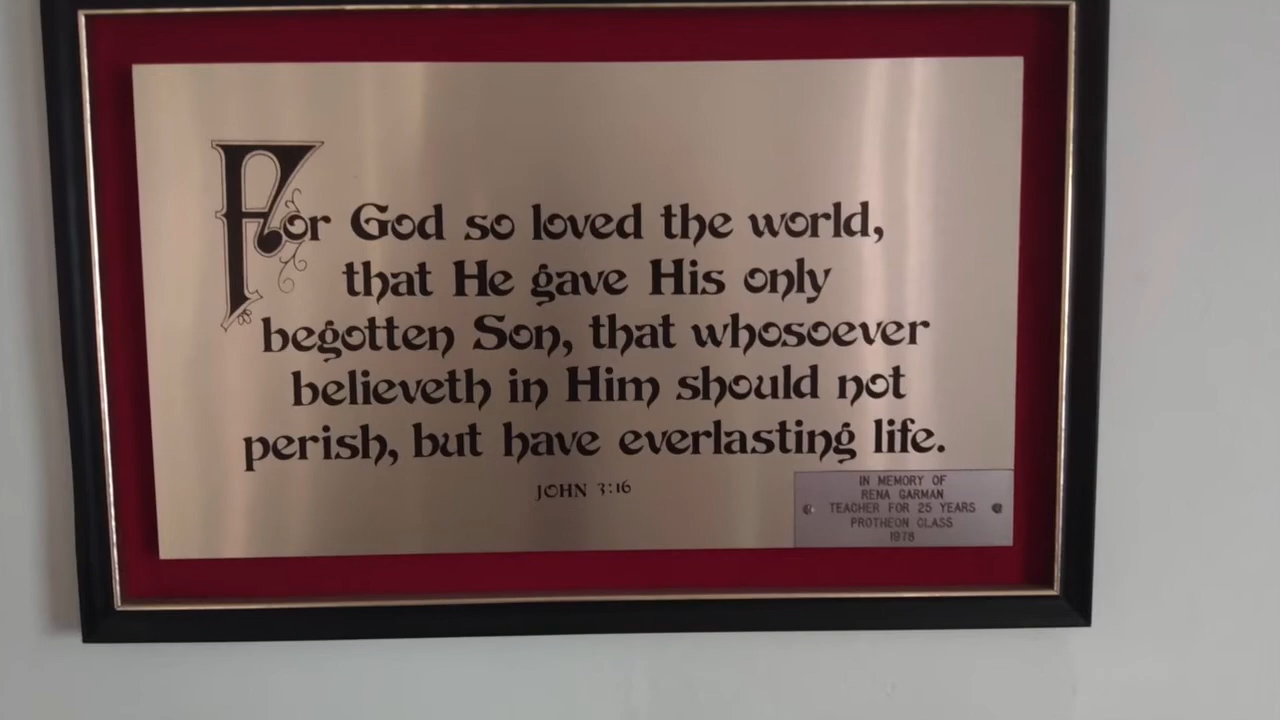 For God so loved the world,
that He gave His only
begotten Son, that whosoever
believeth in Him should not
perish, but have everlasting life.
JOHN 3:16
IN MEMORY OF
RENA GARMAN
TEACHER FOR 25 YEARS
PROTHEON CLASS
1978